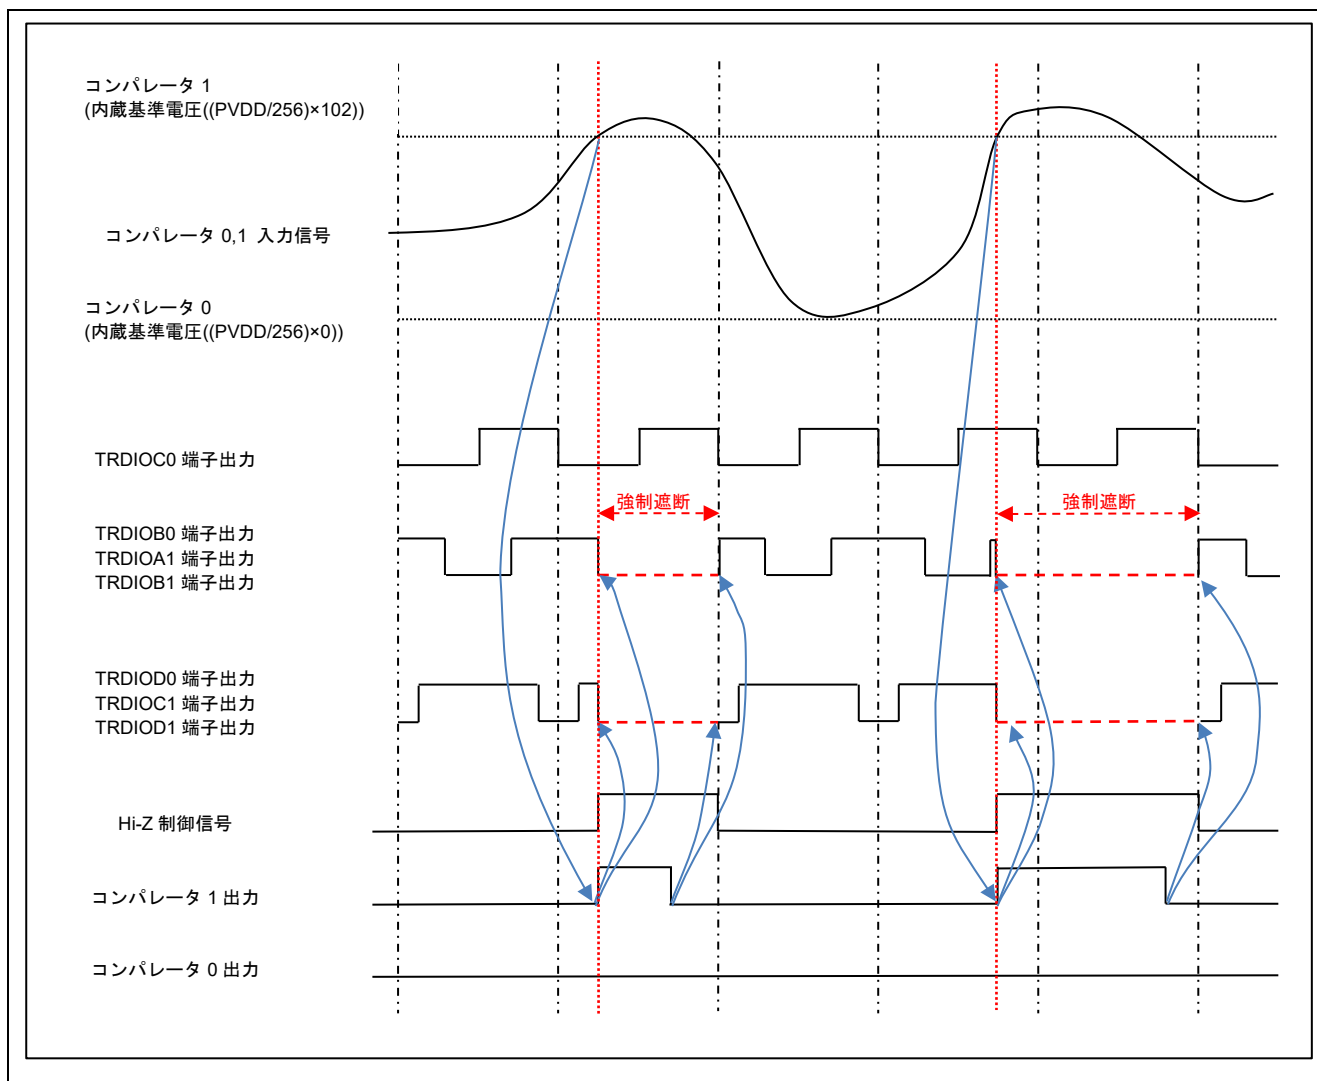 コンパレータ 1
(内蔵基準電圧((PVDD/256)×102))
コンパレータ 0,1 入力信号
コンパレータ 0
(内蔵基準電圧((PVDD/256)×0))
TRDIOC0 端子出力
強制遮断
強制遮断
TRDIOB0 端子出力
TRDIOA1 端子出力
TRDIOB1 端子出力
TRDIOD0 端子出力
TRDIOC1 端子出力
TRDIOD1 端子出力
Hi-Z 制御信号
コンパレータ 1 出力
コンパレータ 0 出力